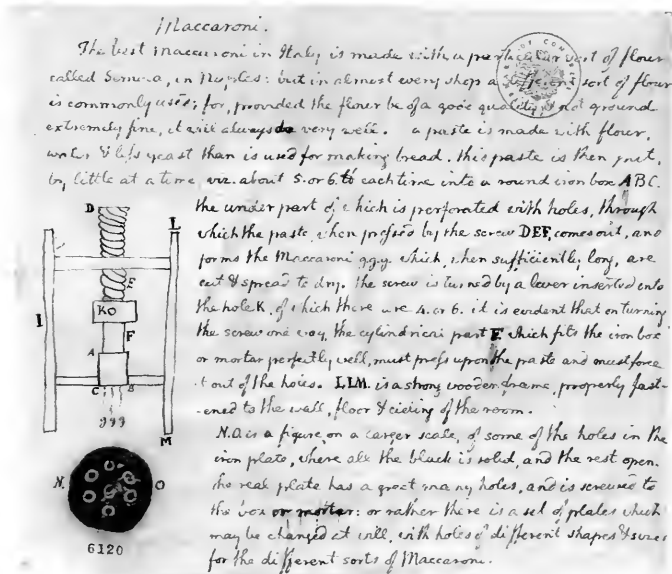 Maccaroni.
The best maccaroni in Italy is made with a particular sort of flour
called Semola, in Naples: but in almost every shop a different sort of flour
is commonly used; for, provided the flour be of a good quality, & not ground
extremely fine, it will always do very well. a paste is made with flour,
water & less yeast than is used for making bread. this paste is then put,
by little at a time, viz. about 5. or 6. ℔ each time into a round iron box ABC.
the under part of which is perforated with holes, through
which the paste, when pressed by the screw DEF, comes out, and
forms the Maccaroni g.g.g. which, when sufficiently long, are
cut & spread to dry. the screw is turned by a lever inserted into
the hole K, of which there are 4. or 6. it is evident that on turning
the screw one way, the cylindrical part F. which fits the iron box
or mortar perfectly well, must press upon the paste and must force
it out of the holes. LLM. is a strong wooden frame, properly fast-
-ened to the wall, floor & cieling of the room.
N.O. is a figure, on a larger scale, of some of the holes in the
iron plate, where all the black is solid, and the rest open.
the real plate has a great many holes, and is screwed to
the box or mortar: or rather there is a set of plates which
may be changed at will, with holes of different shapes & sizes
for the different sorts of Maccaroni.
D
L
I
E
K
F
A
C
B
g g g
M
N.
O
6120